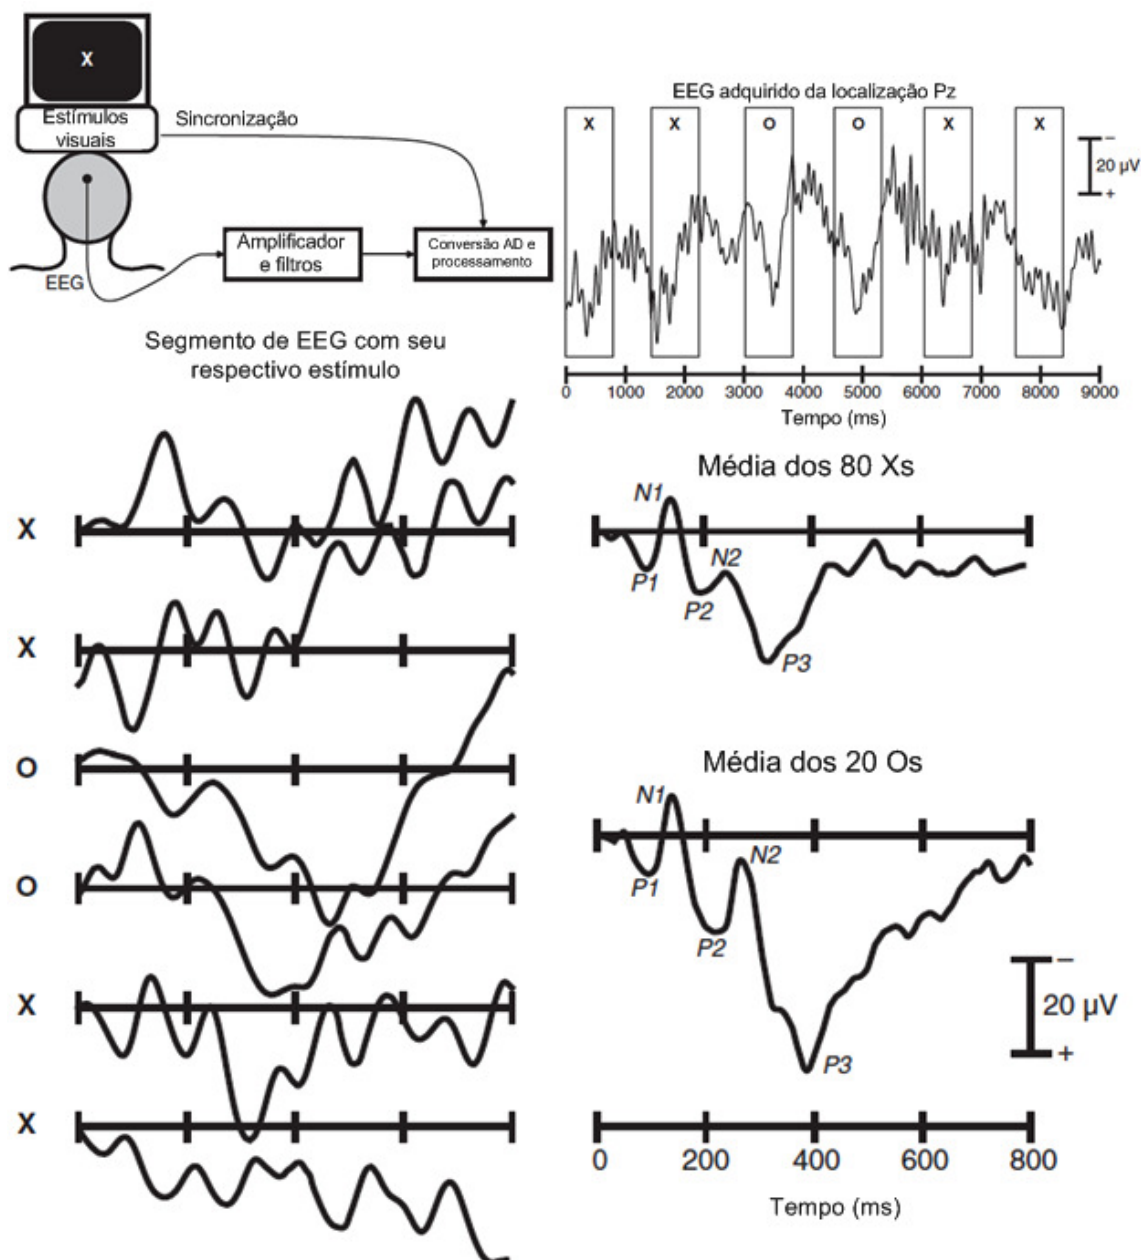 X
Estímulos
visuais
Sincronização
EEG
Amplificador
e filtros
Conversão AD e
processamento
EEG adquirido da localização Pz
X X O O X X
−
20 µV
+
0 1000 2000 3000 4000 5000 6000 7000 8000 9000
Tempo (ms)
Segmento de EEG com seu
respectivo estímulo
X
X
O
O
X
X
Média dos 80 Xs
N1
N2
P1
P2
P3
Média dos 20 Os
N1
N2
P1
P2
P3
−
20 µV
+
0 200 400 600 800
Tempo (ms)